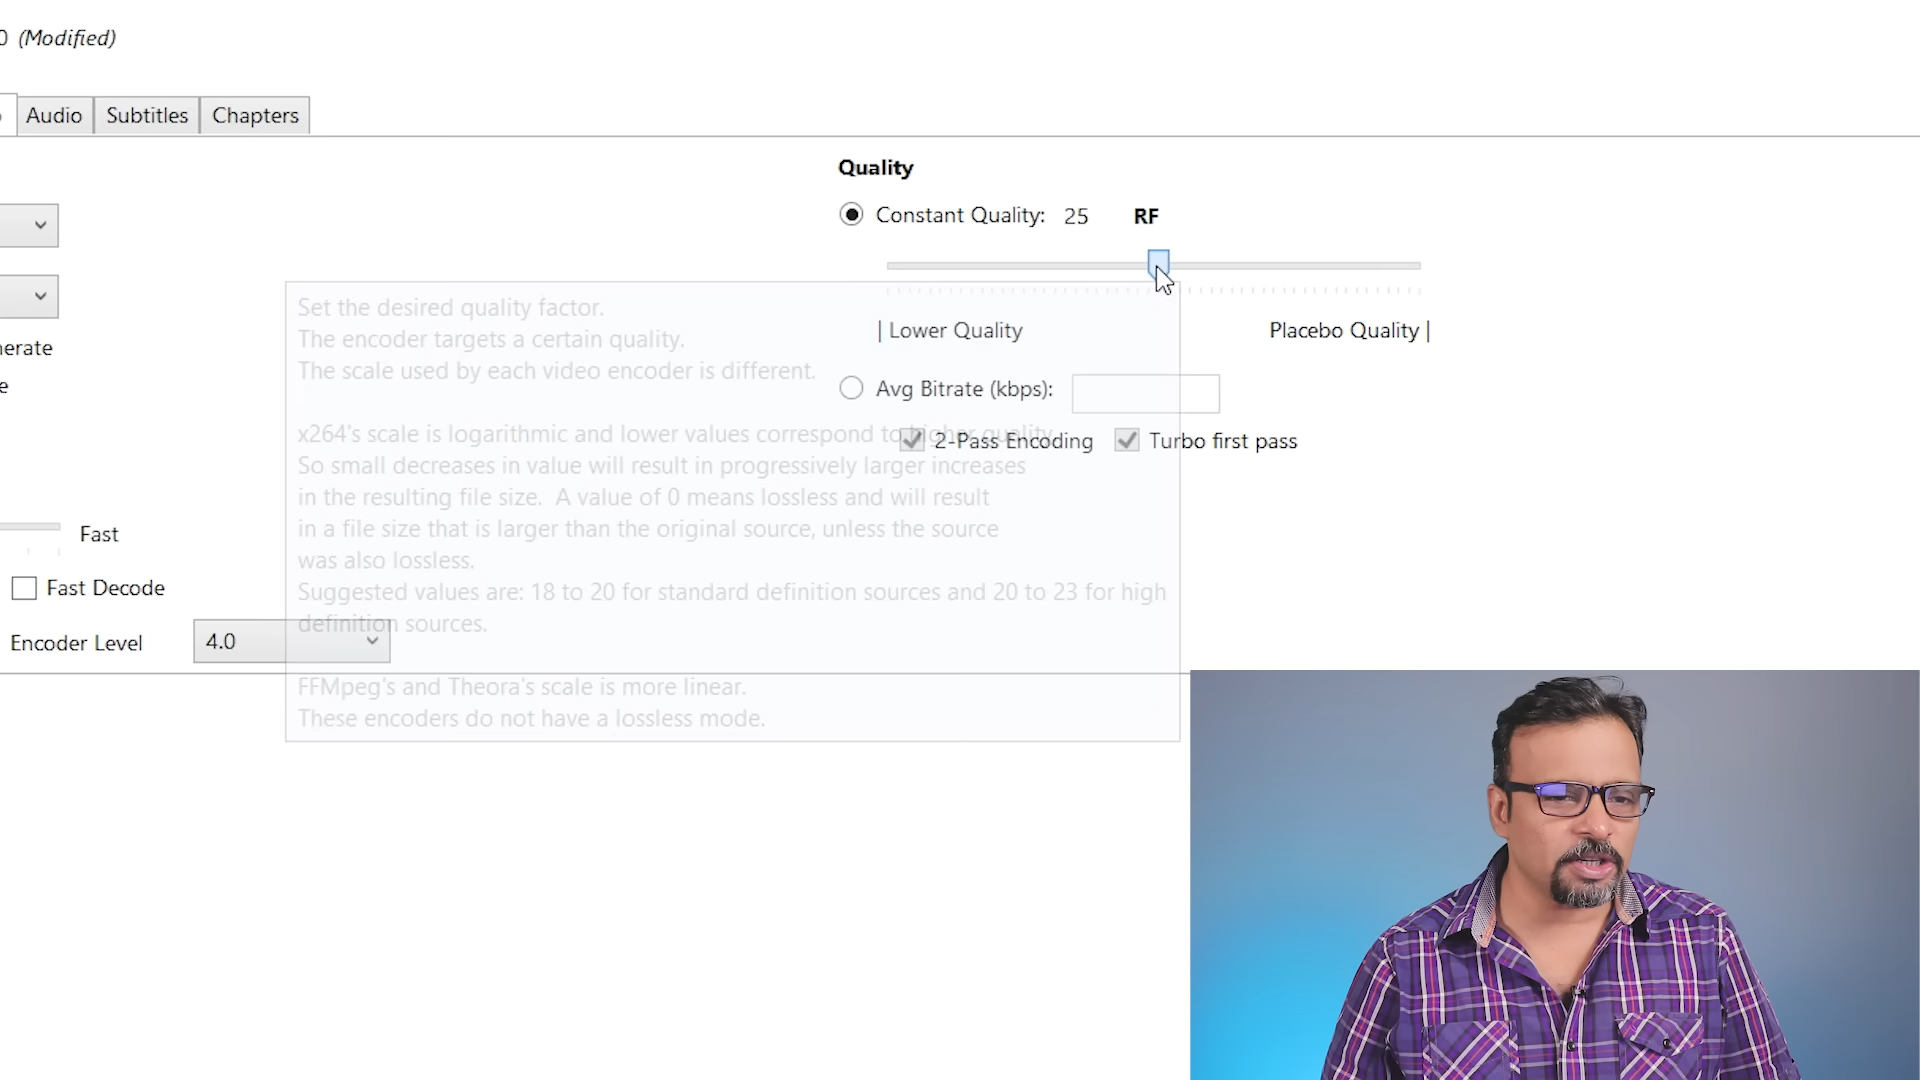 0 (Modified)
Audio
Subtitles
Chapters
Quality
Constant Quality: 25 RF
| Lower Quality
Placebo Quality |
Avg Bitrate (kbps):
2-Pass Encoding
Turbo first pass
nerate
e
Fast
Fast Decode
Encoder Level
4.0
Set the desired quality factor.
The encoder targets a certain quality.
The scale used by each video encoder is different.
x264's scale is logarithmic and lower values correspond to higher quality.
So small decreases in value will result in progressively larger increases
in the resulting file size. A value of 0 means lossless and will result
in a file size that is larger than the original source, unless the source
was also lossless.
Suggested values are: 18 to 20 for standard definition sources and 20 to 23 for high
definition sources.
FFMpeg's and Theora's scale is more linear.
These encoders do not have a lossless mode.